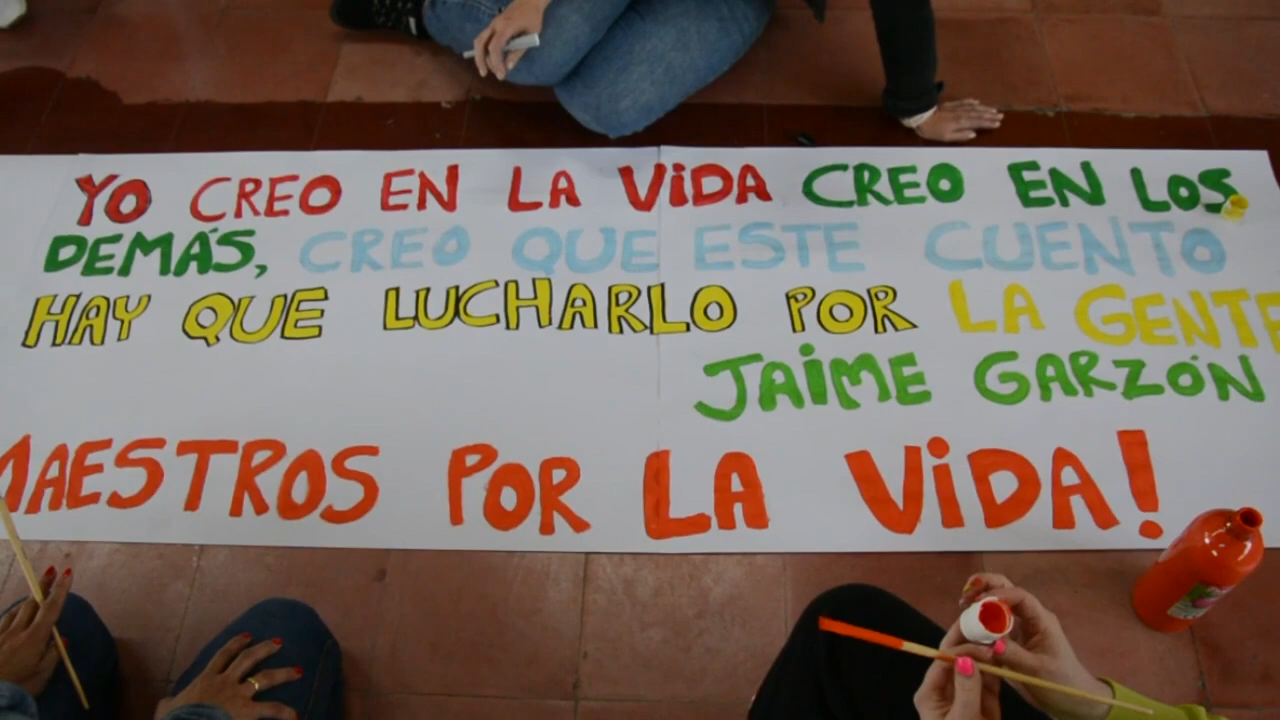 YO CREO EN LA ViDA CREO EN LOS
DEMÁS, CREO QUE ESTE CUENTO
HAY QUE LUCHARLO POR LA GENTE
JAiME GARZÓN
MAESTROS POR LA ViDA!